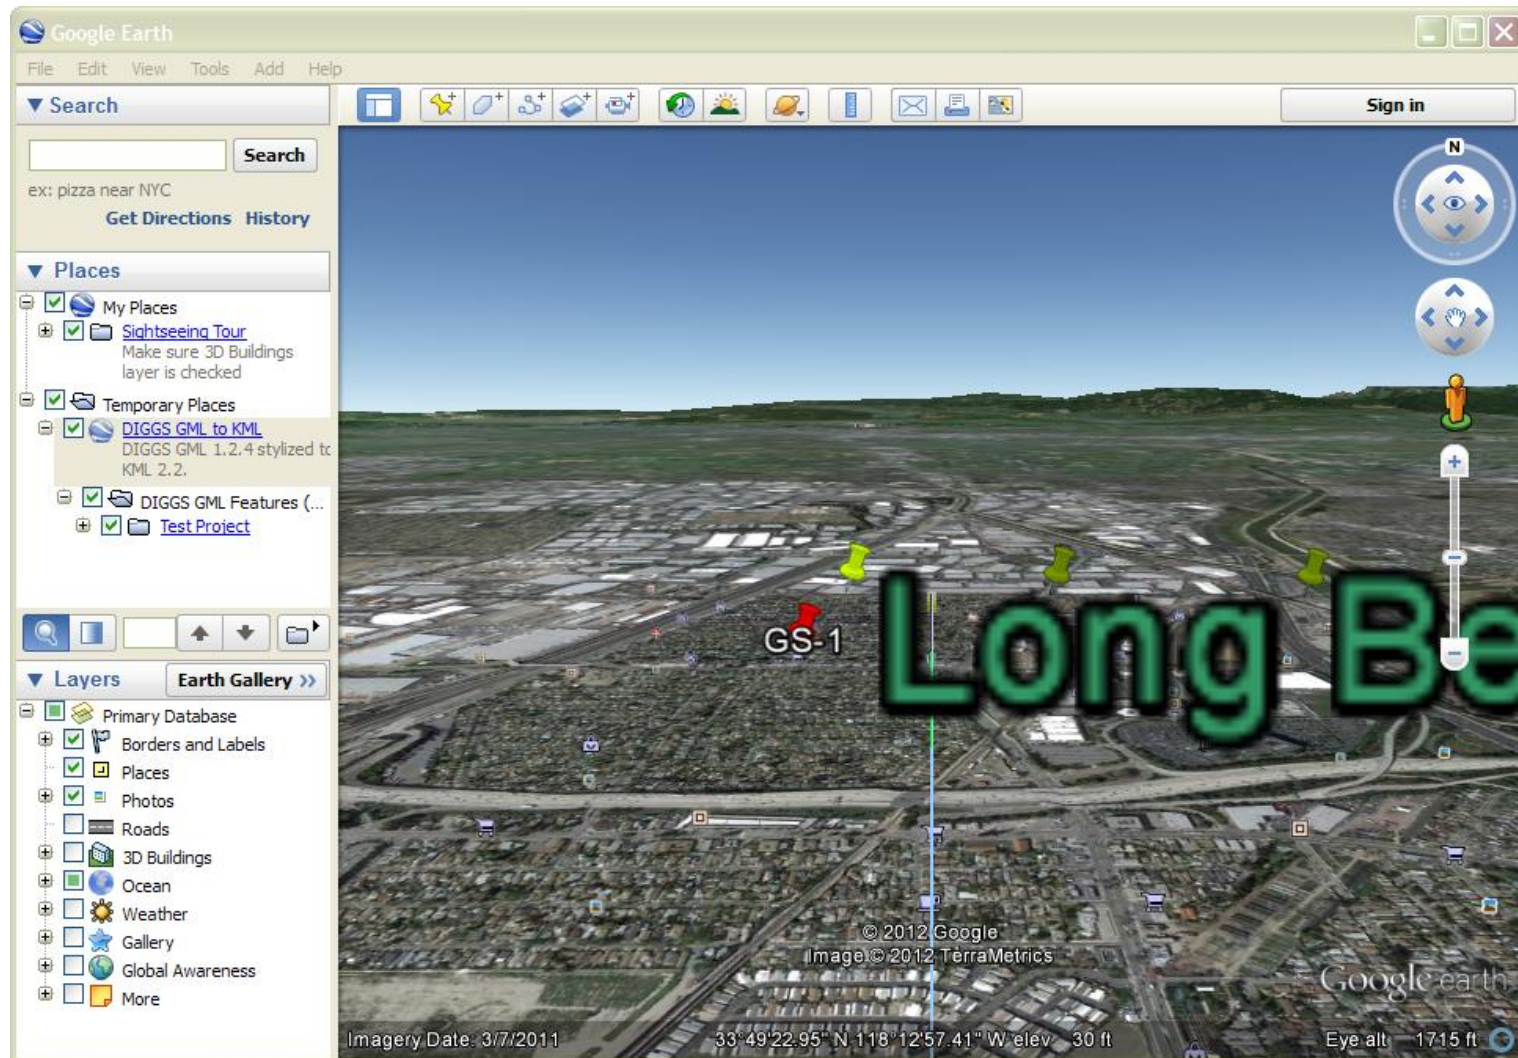 Google Earth
File Edit View Tools Add Help
Search
Sign in
Search
ex: pizza near NYC
Get Directions History
Places
My Places
Sightseeing Tour
Make sure 3D Buildings
layer is checked
Temporary Places
DIGGS GML to KML
DIGGS GML 1.2.4 stylized to
KML 2.2.
DIGGS GML Features (...
Test Project
Layers
Earth Gallery >>
Primary Database
Borders and Labels
Places
Photos
Roads
3D Buildings
Ocean
Weather
Gallery
Global Awareness
More
N
GS-1
Long Be
© 2012 Google
Image © 2012 TerraMetrics
Google earth
Imagery Date: 3/7/2011
33°49'22.95" N 118°12'57.41" W elev 30 ft
Eye alt 1715 ft